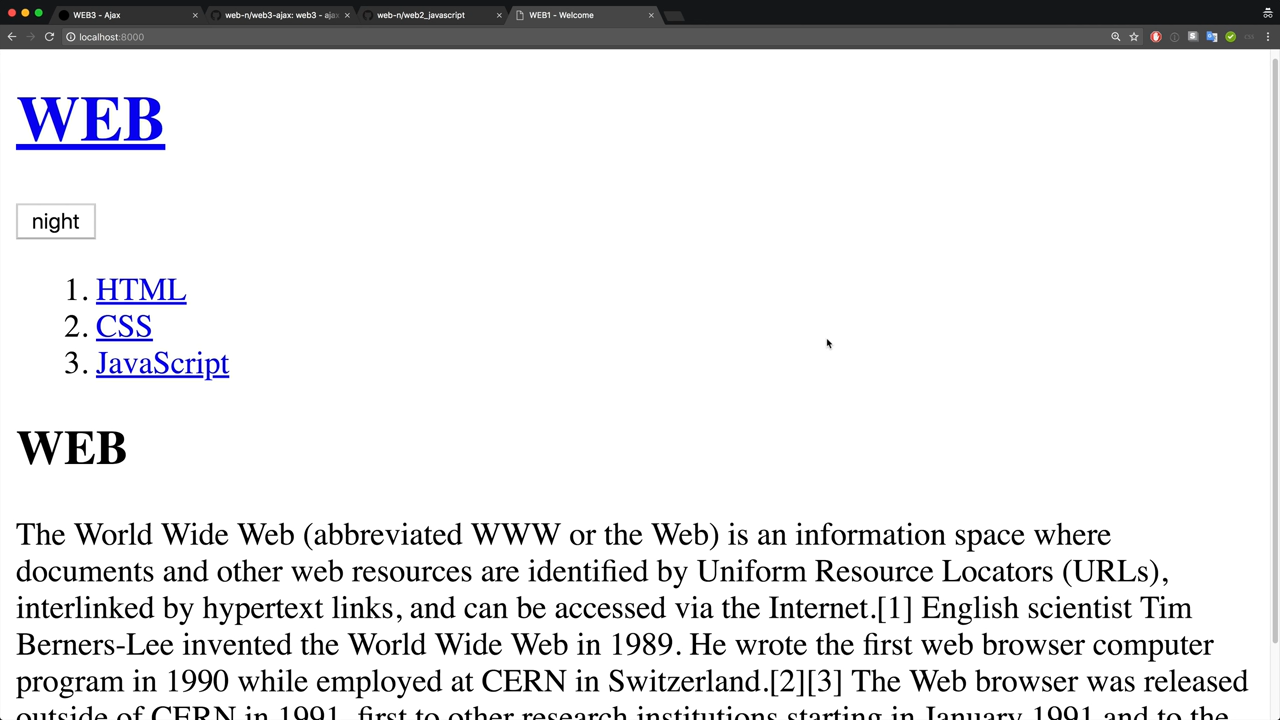 WEB3 - Ajax
web-n/web3-ajax: web3 - ajax
web-n/web2_javascript
WEB1 - Welcome
localhost:8000
WEB
night
1. HTML
2. CSS
3. JavaScript
WEB
The World Wide Web (abbreviated WWW or the Web) is an information space where
documents and other web resources are identified by Uniform Resource Locators (URLs),
interlinked by hypertext links, and can be accessed via the Internet.[1] English scientist Tim
Berners-Lee invented the World Wide Web in 1989. He wrote the first web browser computer
program in 1990 while employed at CERN in Switzerland.[2][3] The Web browser was released
outside of CERN in 1991, first to other research institutions starting in January 1991 and to the